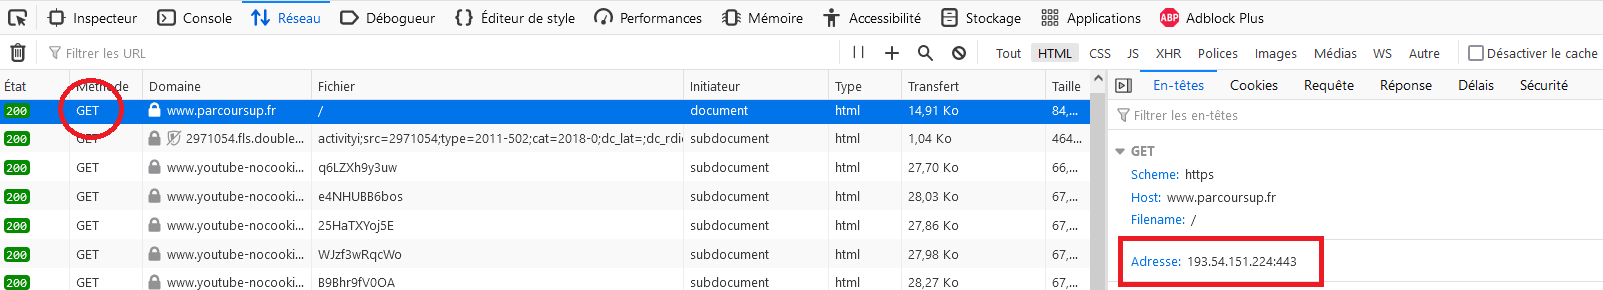 Inspecteur Console Réseau Débogueur Éditeur de style Performances Mémoire Accessibilité Stockage Applications ABP Adblock Plus
Filtrer les URL Tout HTML CSS JS XHR Polices Images Médias WS Autre Désactiver le cache
État Méthode Domaine Fichier Initiateur Type Transfert Taille En-têtes Cookies Requête Réponse Délais Sécurité
200 GET www.parcoursup.fr / document html 14,91 Ko 84,...
Filtrer les en-têtes
200 GET 2971054.fls.double... activityi;src=2971054;type=2011-502;cat=2018-0;dc_lat=;dc_rdic subdocument html 1,04 Ko 464...
GET
200 GET www.youtube-nocooki... q6LZXh9y3uw subdocument html 27,70 Ko 66,...
Scheme: https
200 GET www.youtube-nocooki... e4NHUBB6bos subdocument html 28,03 Ko 67,...
Host: www.parcoursup.fr
200 GET www.youtube-nocooki... 25HaTXYoj5E subdocument html 27,86 Ko 67,...
Filename: /
200 GET www.youtube-nocooki... WJzf3wRqcWo subdocument html 27,98 Ko 67,...
Adresse: 193.54.151.224:443
200 GET www.youtube-nocooki... B9Bhr9fV0OA subdocument html 28,27 Ko 67,...